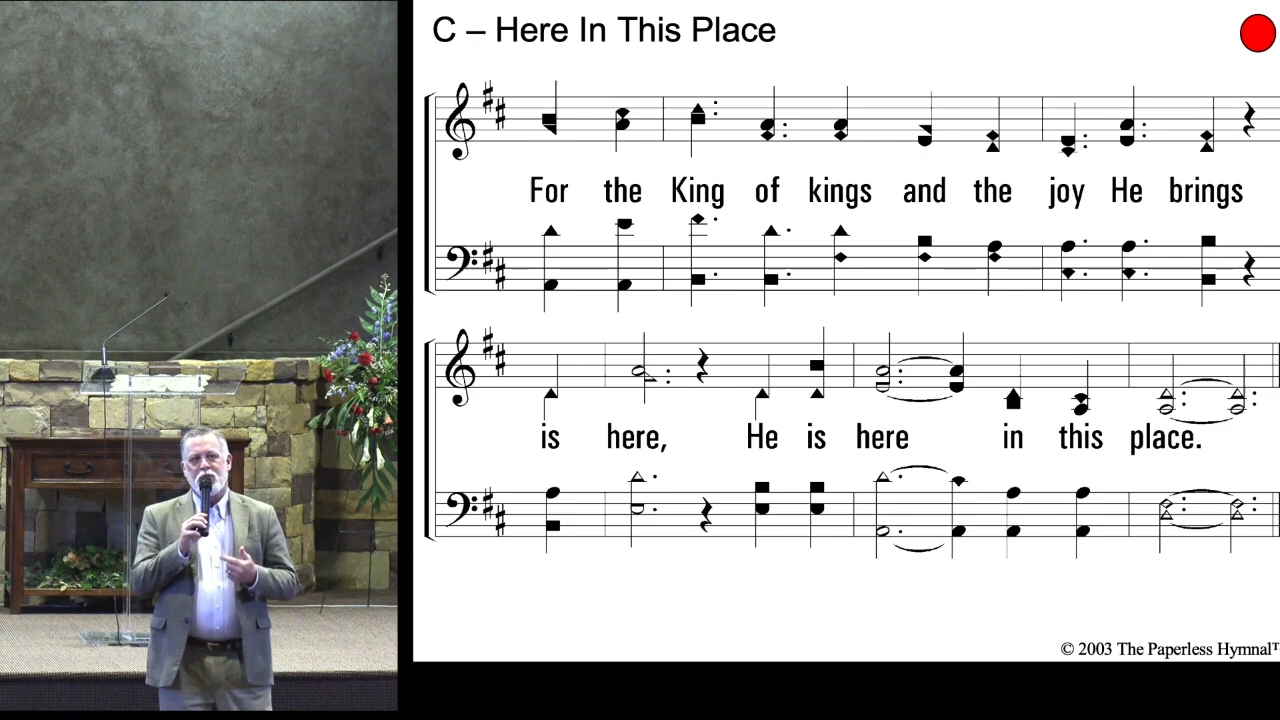 C – Here In This Place
For the King of kings and the joy He brings
is here, He is here in this place.
© 2003 The Paperless Hymnal™